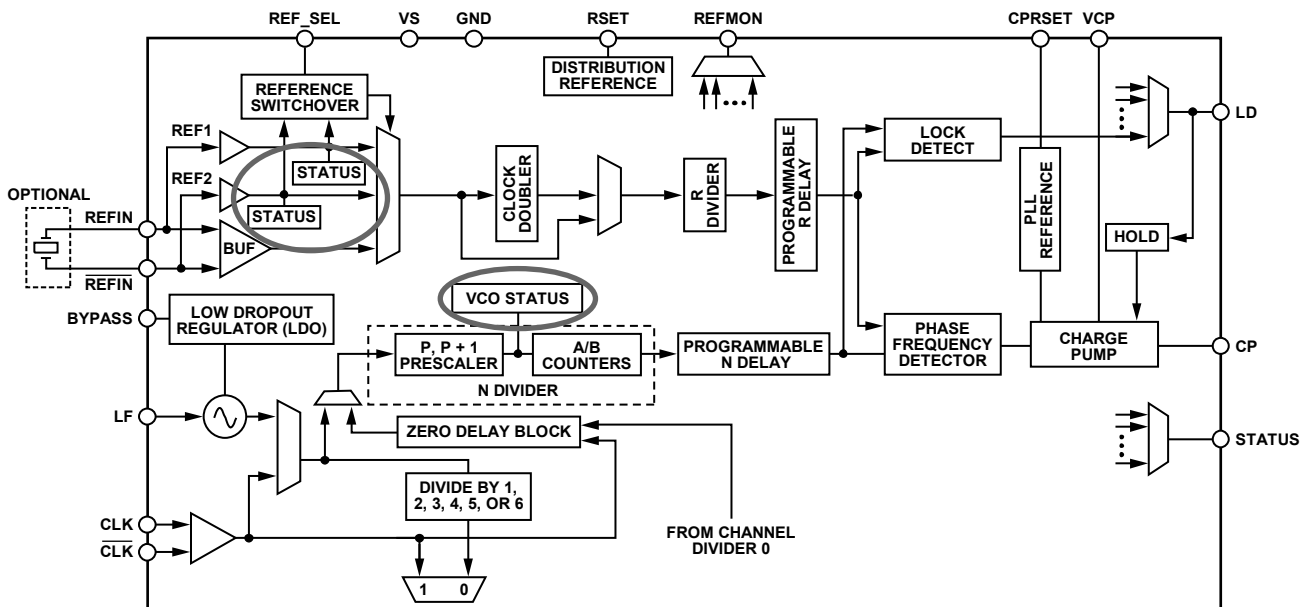 REF_SEL
VS
GND
RSET
REFMON
CPRSET
VCP
DISTRIBUTION
REFERENCE
REFERENCE
SWITCHOVER
REF1
STATUS
REF2
STATUS
BUF
OPTIONAL
REFIN
REFIN
CLOCK
DOUBLER
R
DIVIDER
PROGRAMMABLE
R DELAY
LOCK
DETECT
LD
PLL
REFERENCE
HOLD
BYPASS
LOW DROPOUT
REGULATOR (LDO)
VCO STATUS
P, P + 1
PRESCALER
A/B
COUNTERS
N DIVIDER
PROGRAMMABLE
N DELAY
PHASE
FREQUENCY
DETECTOR
CHARGE
PUMP
CP
LF
ZERO DELAY BLOCK
STATUS
DIVIDE BY 1,
2, 3, 4, 5, OR 6
CLK
CLK
FROM CHANNEL
DIVIDER 0
1 0